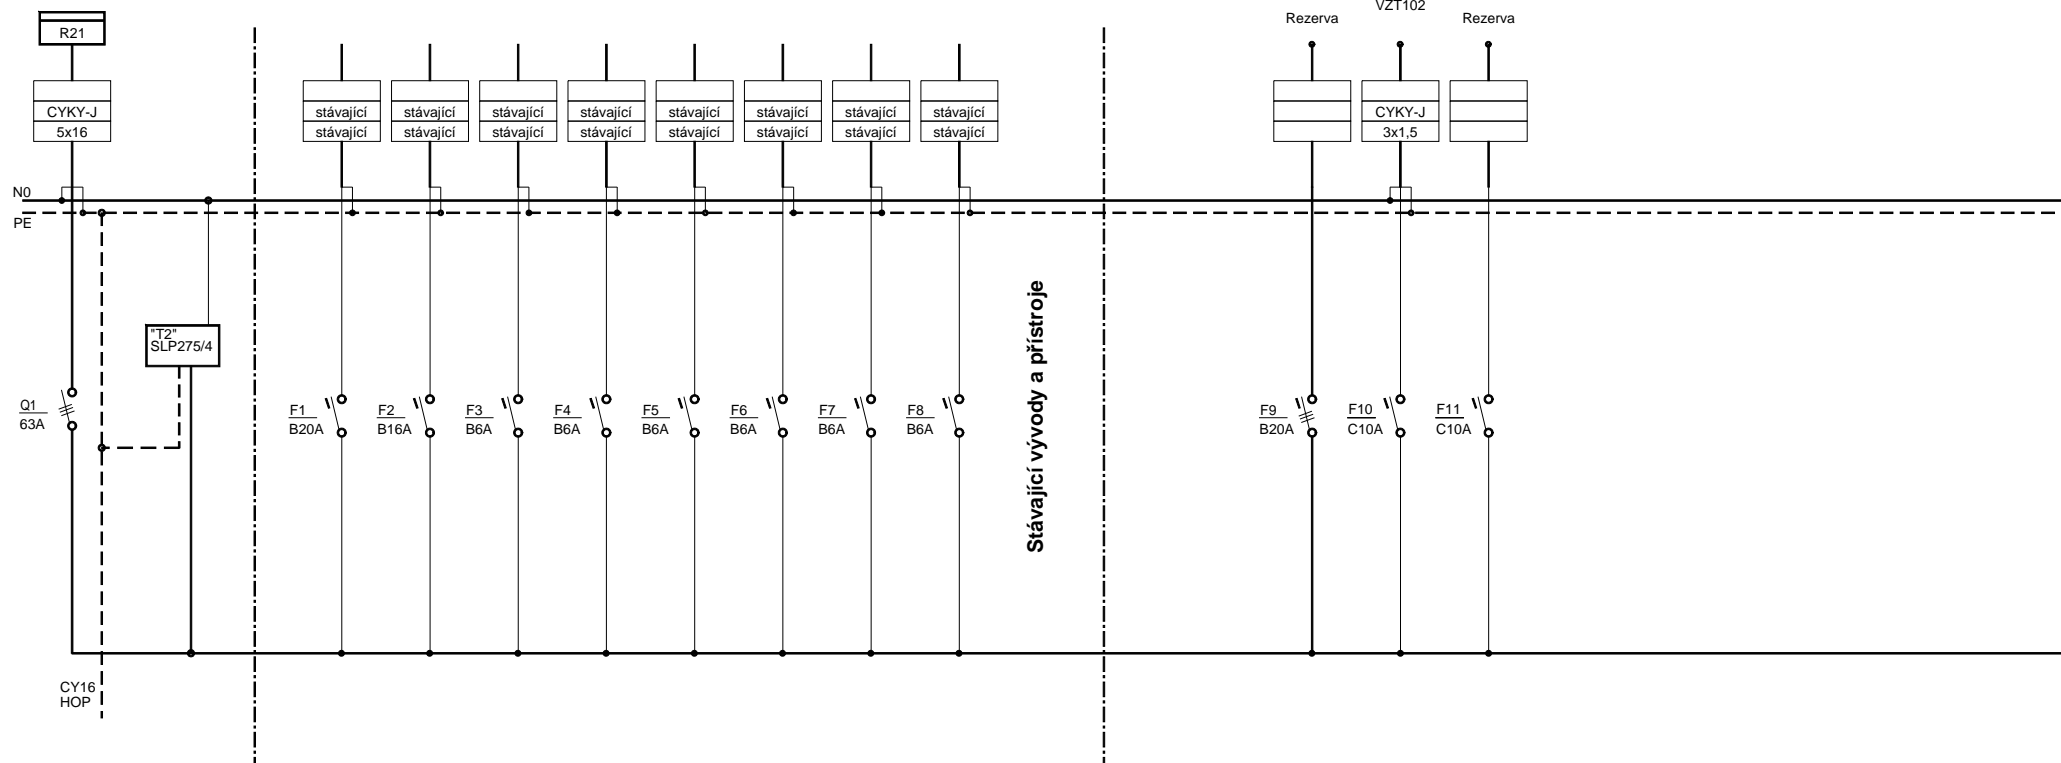 VZT102
Rezerva
Rezerva
R21
CYKY-J
5x16
stávající stávající stávající stávající stávající stávající stávající stávající
stávající stávající stávající stávající stávající stávající stávající stávající
CYKY-J
3x1,5
N0
PE
"T2"
SLP275/4
Stávající vývody a přístroje
Q1
63A
F1
B20A
F2
B16A
F3
B6A
F4
B6A
F5
B6A
F6
B6A
F7
B6A
F8
B6A
F9
B20A
F10
C10A
F11
C10A
CY16
HOP